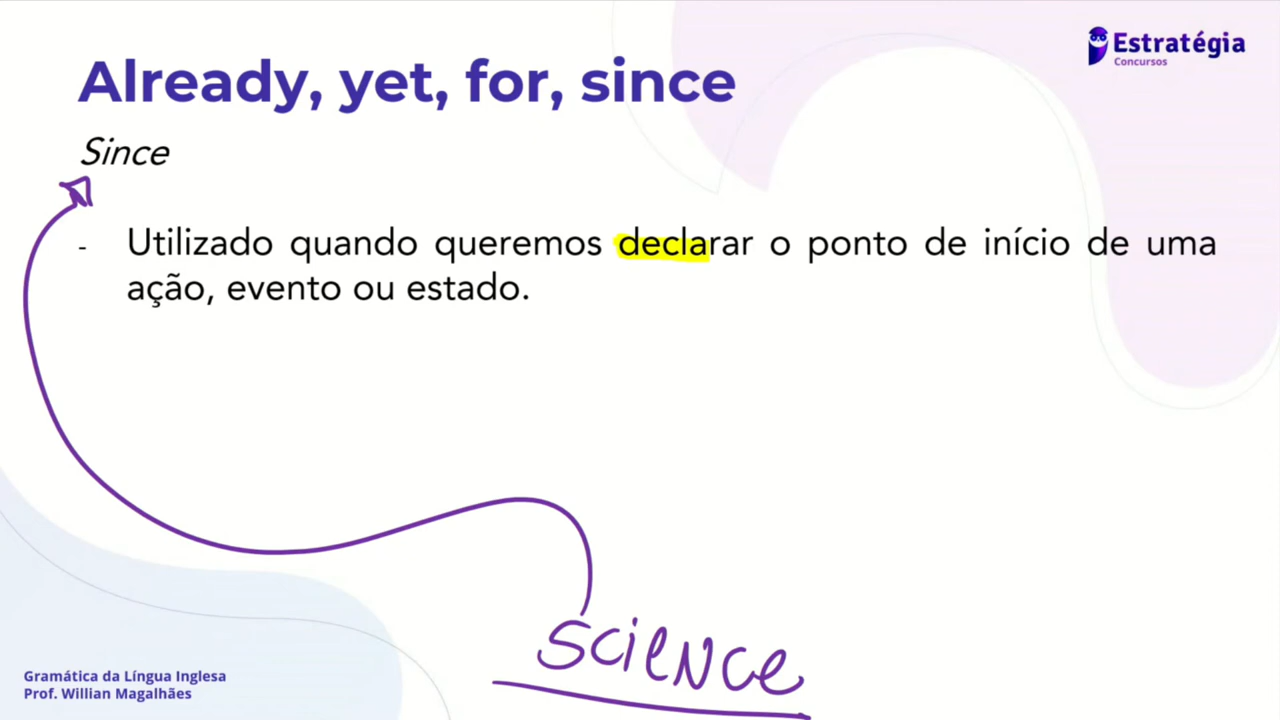 Estratégia
Concursos
Already, yet, for, since
Since
- Utilizado quando queremos declarar o ponto de início de uma
ação, evento ou estado.
science
Gramática da Língua Inglesa
Prof. Willian Magalhães